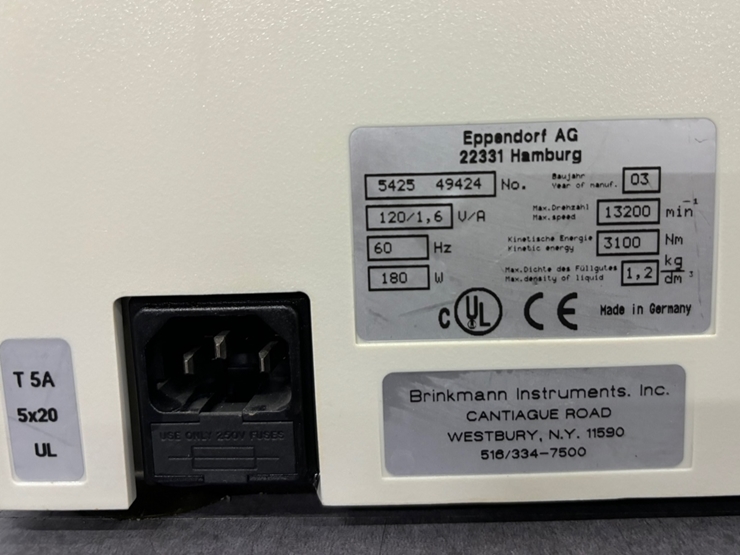 Eppendorf AG
22331 Hamburg
5425 49424 No. Baujahr Year of manuf. 03
120/1,6 V/A Max.Drehzahl Max.speed 13200 min⁻¹
60 Hz Kinetische Energie Kinetic energy 3100 Nm
180 W Max.Dichte des Füllgutes Max.density of liquid 1,2 kg/dm³
c UL CE Made in Germany
T 5A
5x20
UL
USE ONLY 250V FUSES
Brinkmann Instruments. Inc.
CANTIAGUE ROAD
WESTBURY, N.Y. 11590
516/334-7500